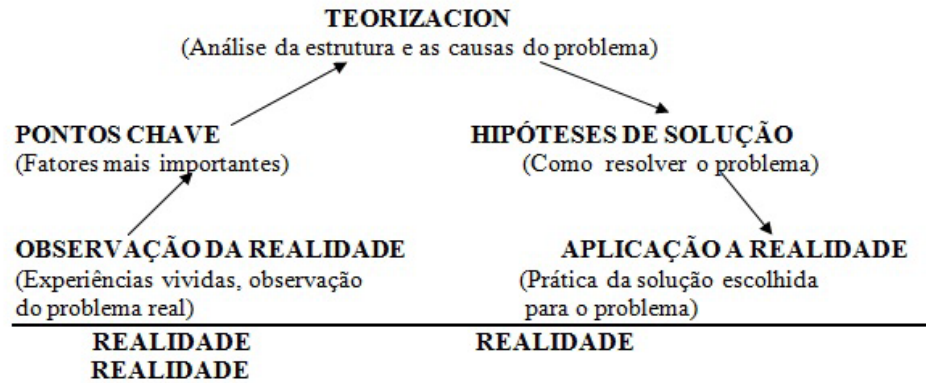 TEORIZACION
(Análise da estrutura e as causas do problema)
PONTOS CHAVE
(Fatores mais importantes)
HIPÓTESES DE SOLUÇÃO
(Como resolver o problema)
OBSERVAÇÃO DA REALIDADE
(Experiências vividas, observação
do problema real)
APLICAÇÃO A REALIDADE
(Prática da solução escolhida
para o problema)
REALIDADE REALIDADE
REALIDADE